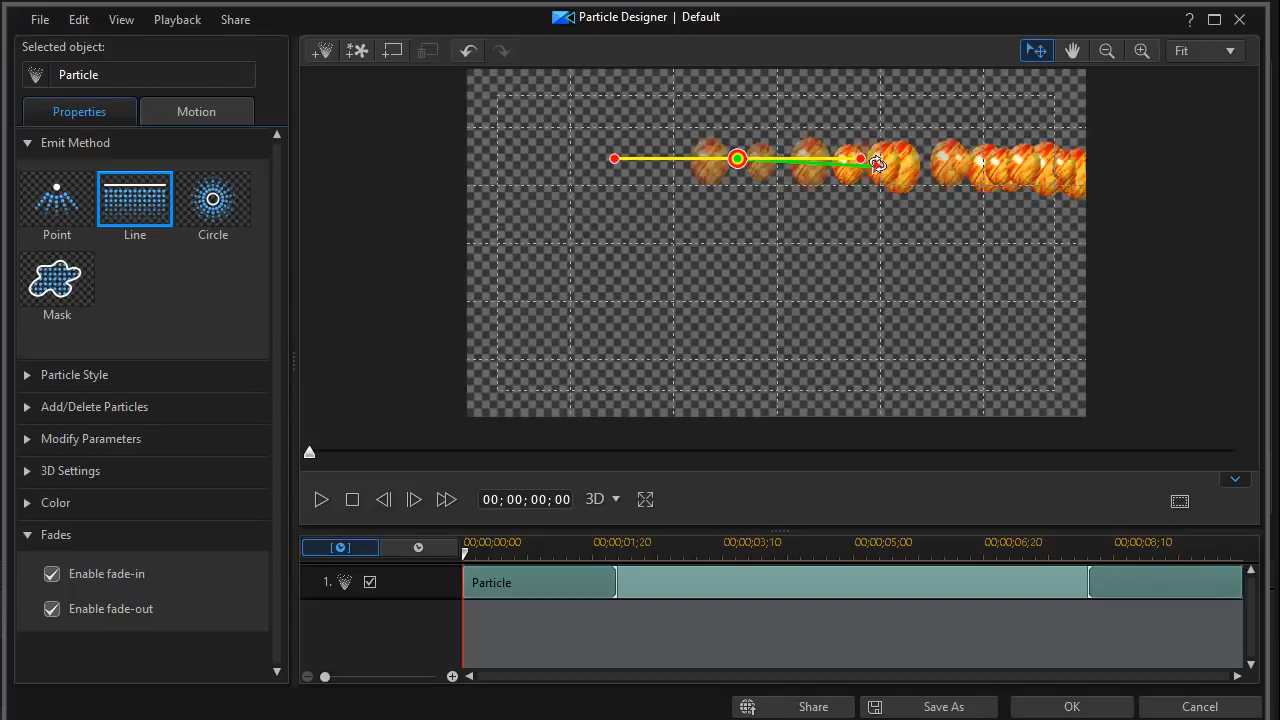 Particle Designer | Default
File Edit View Playback Share
?
Selected object:
Particle
Fit
Properties Motion
Emit Method
Point Line Circle
Mask
Particle Style
Add/Delete Particles
Modify Parameters
3D Settings
Color
Fades
Enable fade-in
Enable fade-out
00; 00; 00; 00 3D
00;00;00;00 00;00;01;20 00;00;03;10 00;00;05;00 00;00;06;20 00;00;08;10
1. Particle
Share Save As OK Cancel